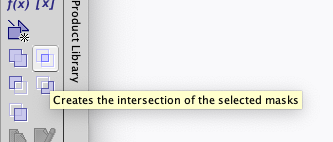 f(x) [x]
Product Library
Creates the intersection of the selected masks